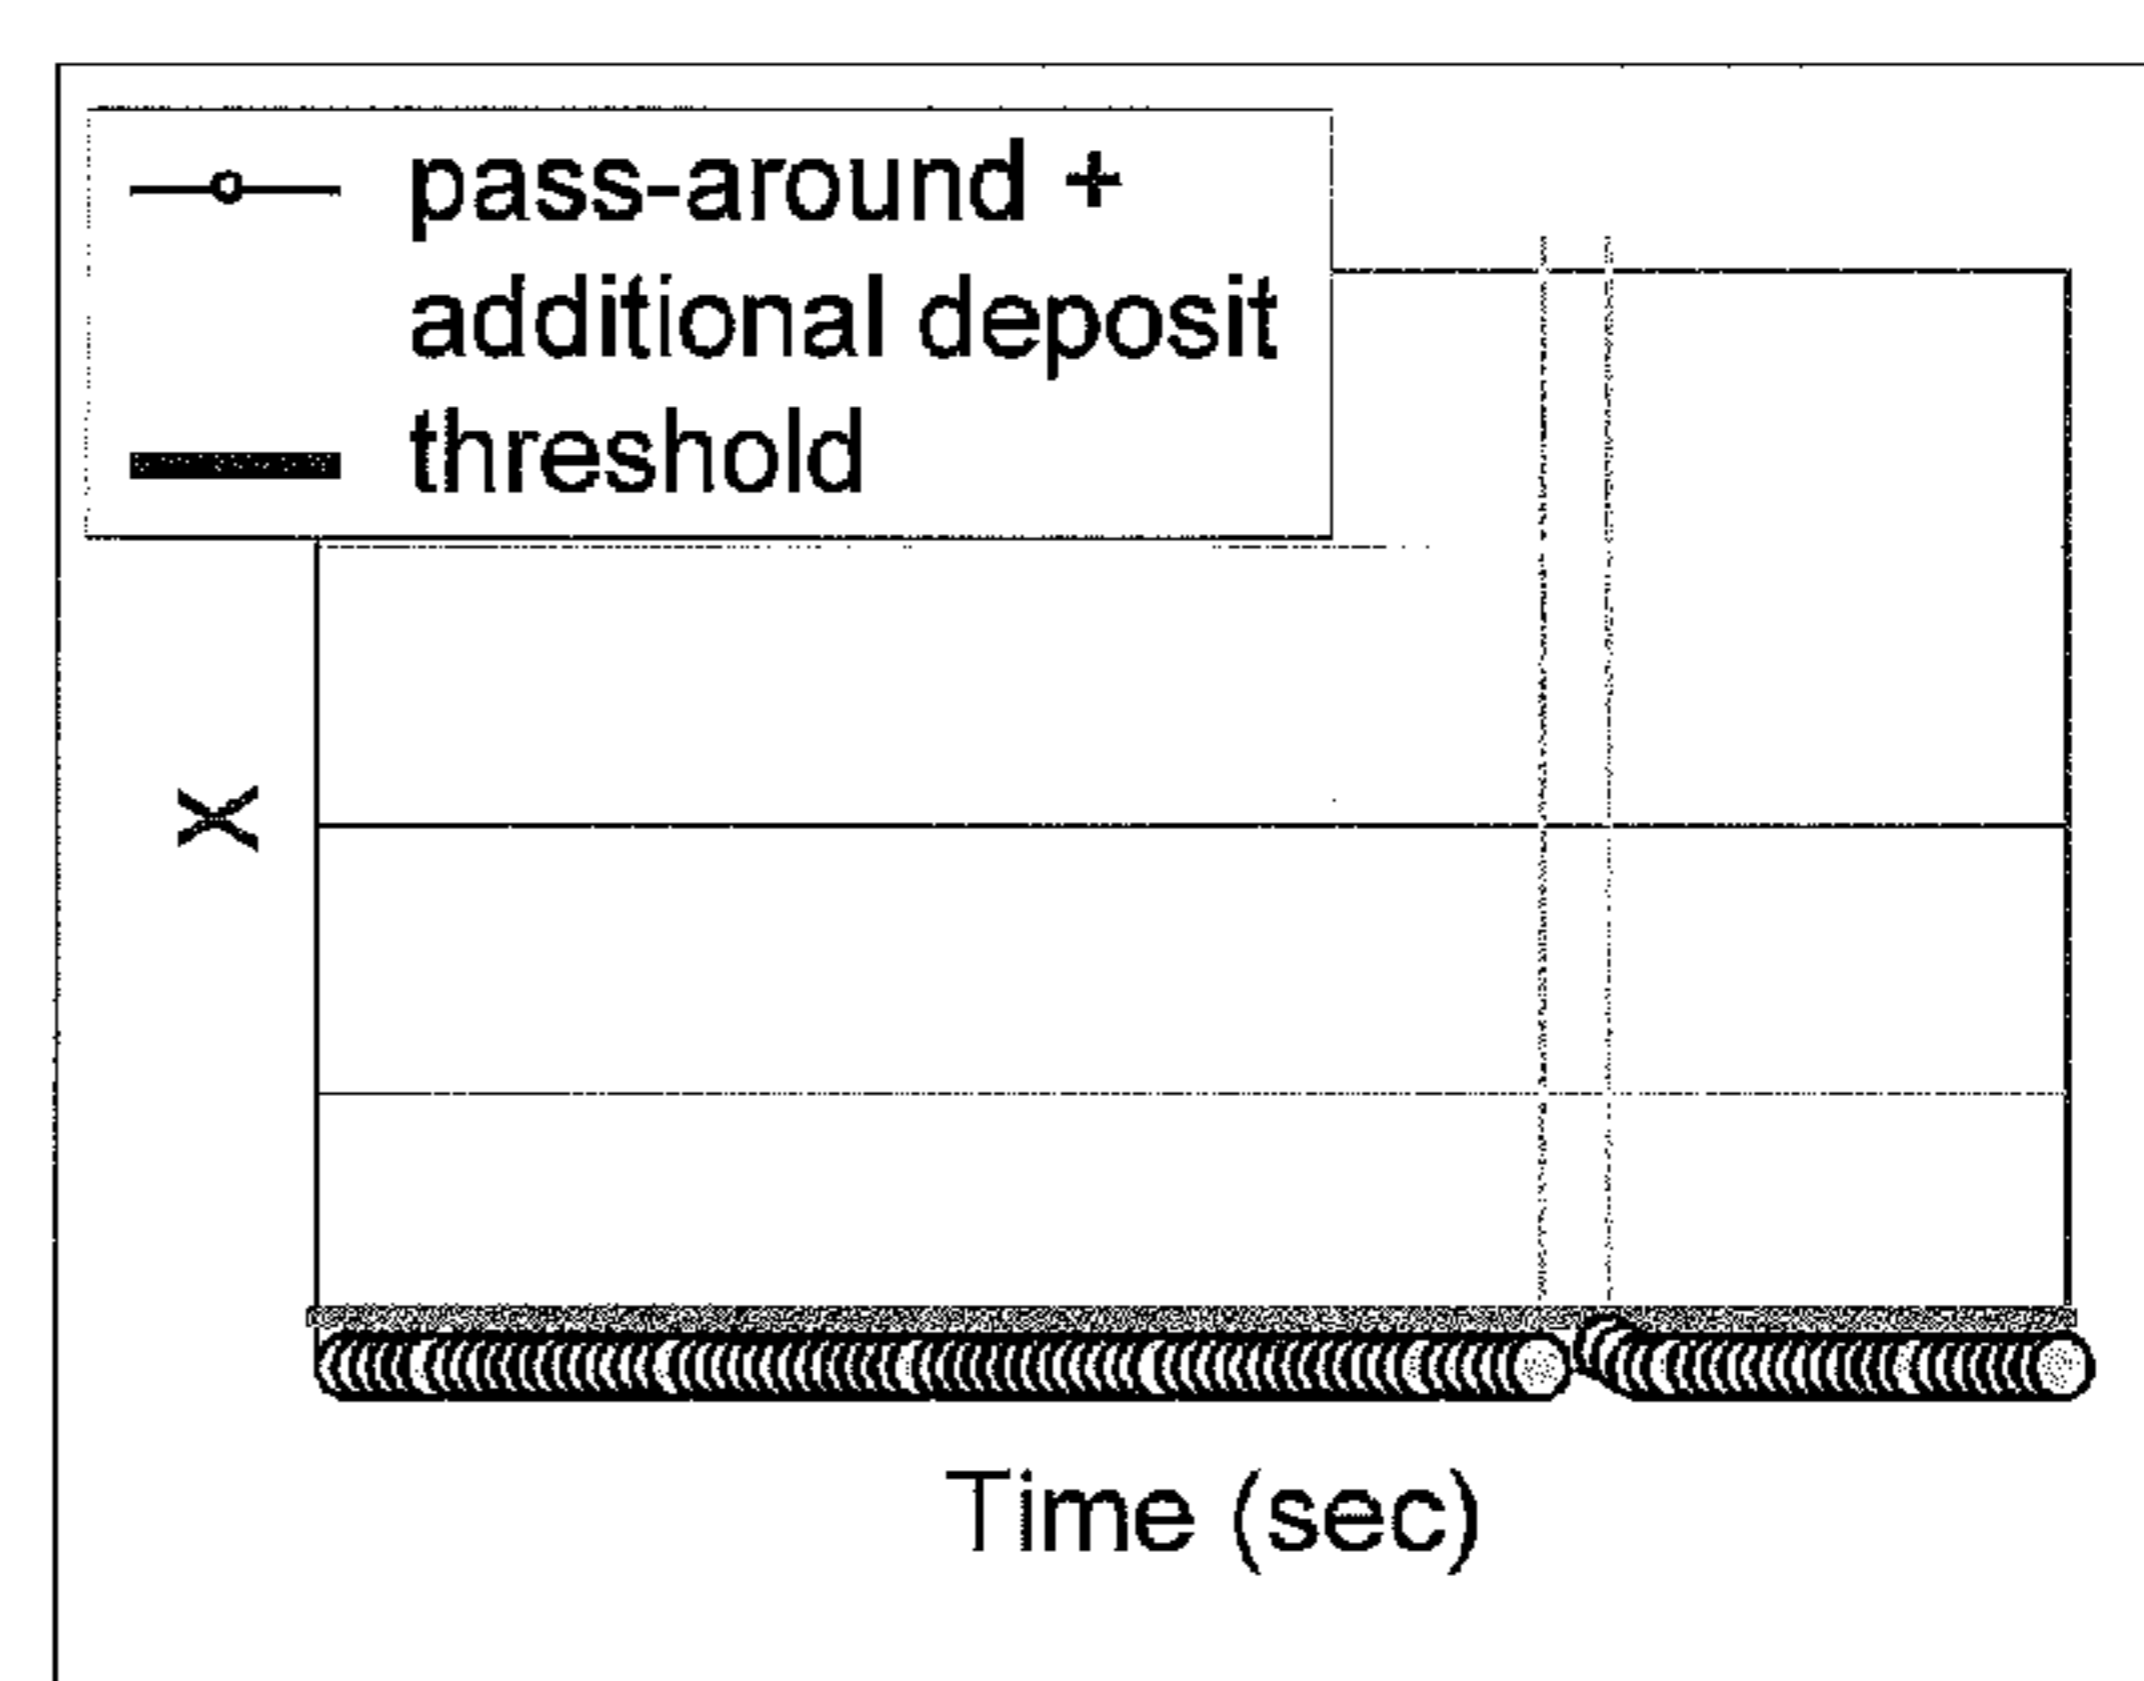 pass-around +
additional deposit
threshold
X
Time (sec)